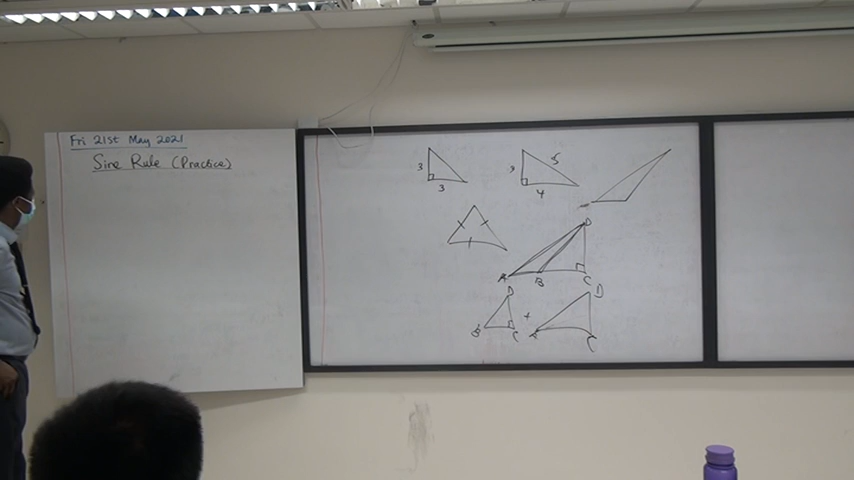 Fri 21st May 2021
Sine Rule (Practice)
3
3
3
5
4
D
A
B
C
D
B
C
+
A
D
C